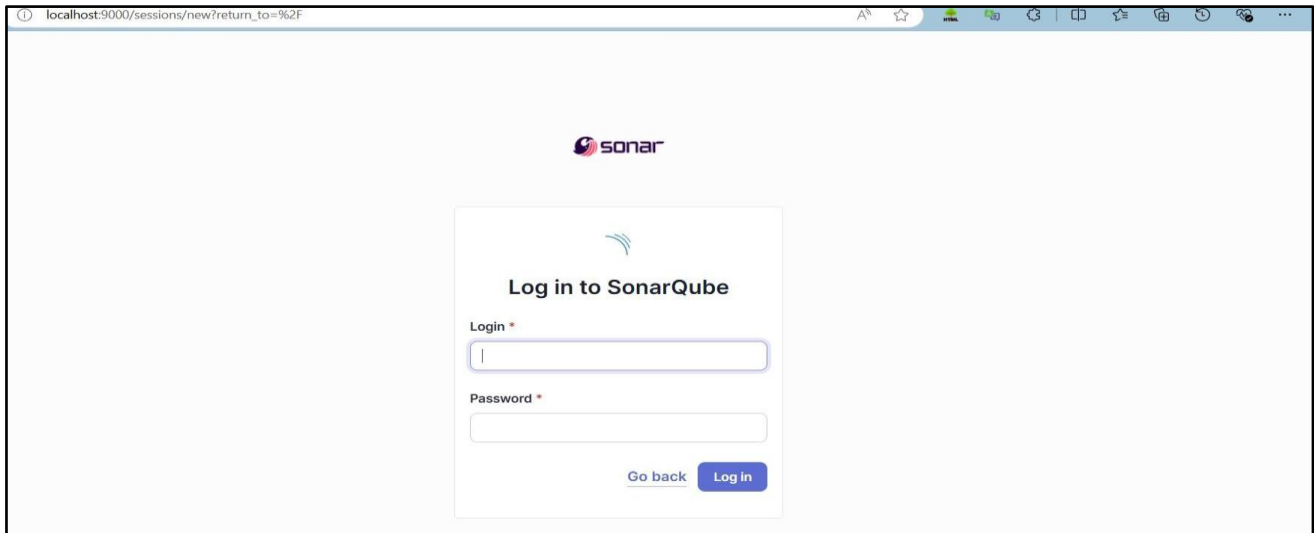 localhost:9000/sessions/new?return_to=%2F
sonar
Log in to SonarQube
Login *
Password *
Go back Log in